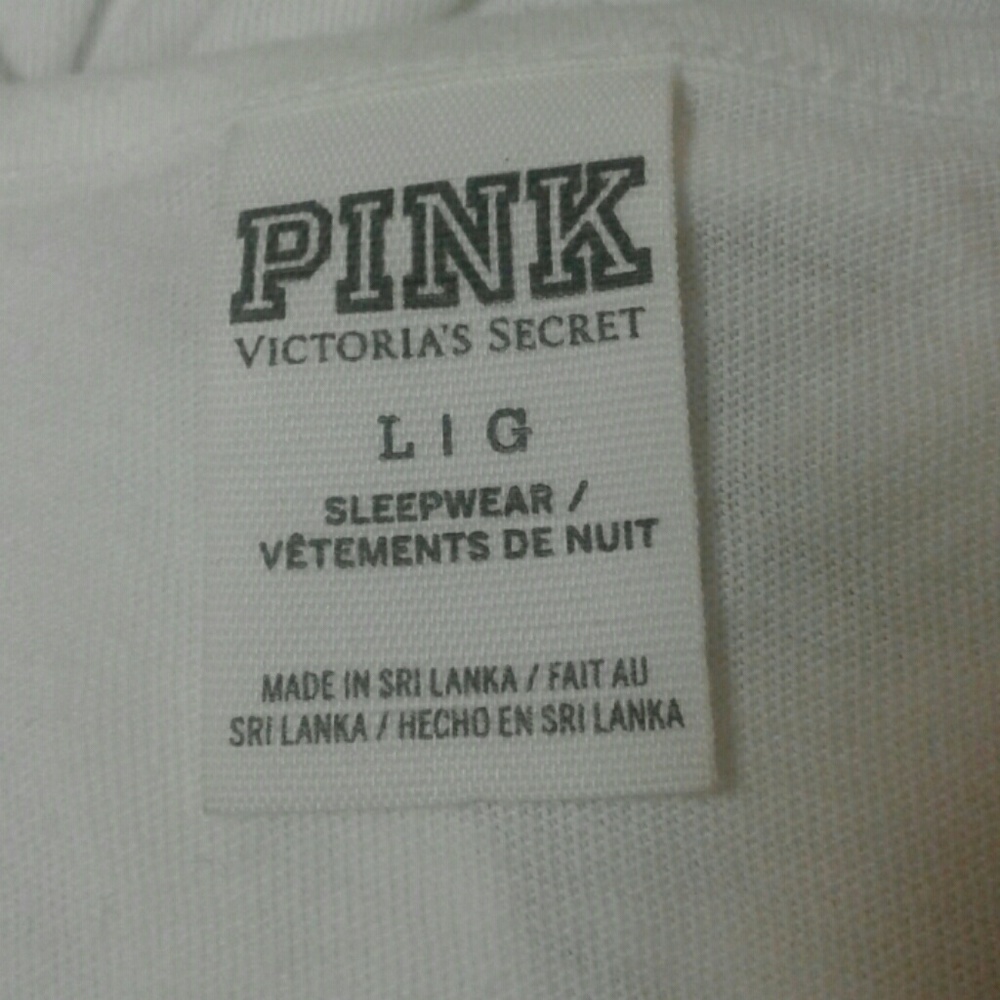 PINK
VICTORIA'S SECRET
L | G
SLEEPWEAR /
VÊTEMENTS DE NUIT
MADE IN SRI LANKA / FAIT AU
SRI LANKA / HECHO EN SRI LANKA